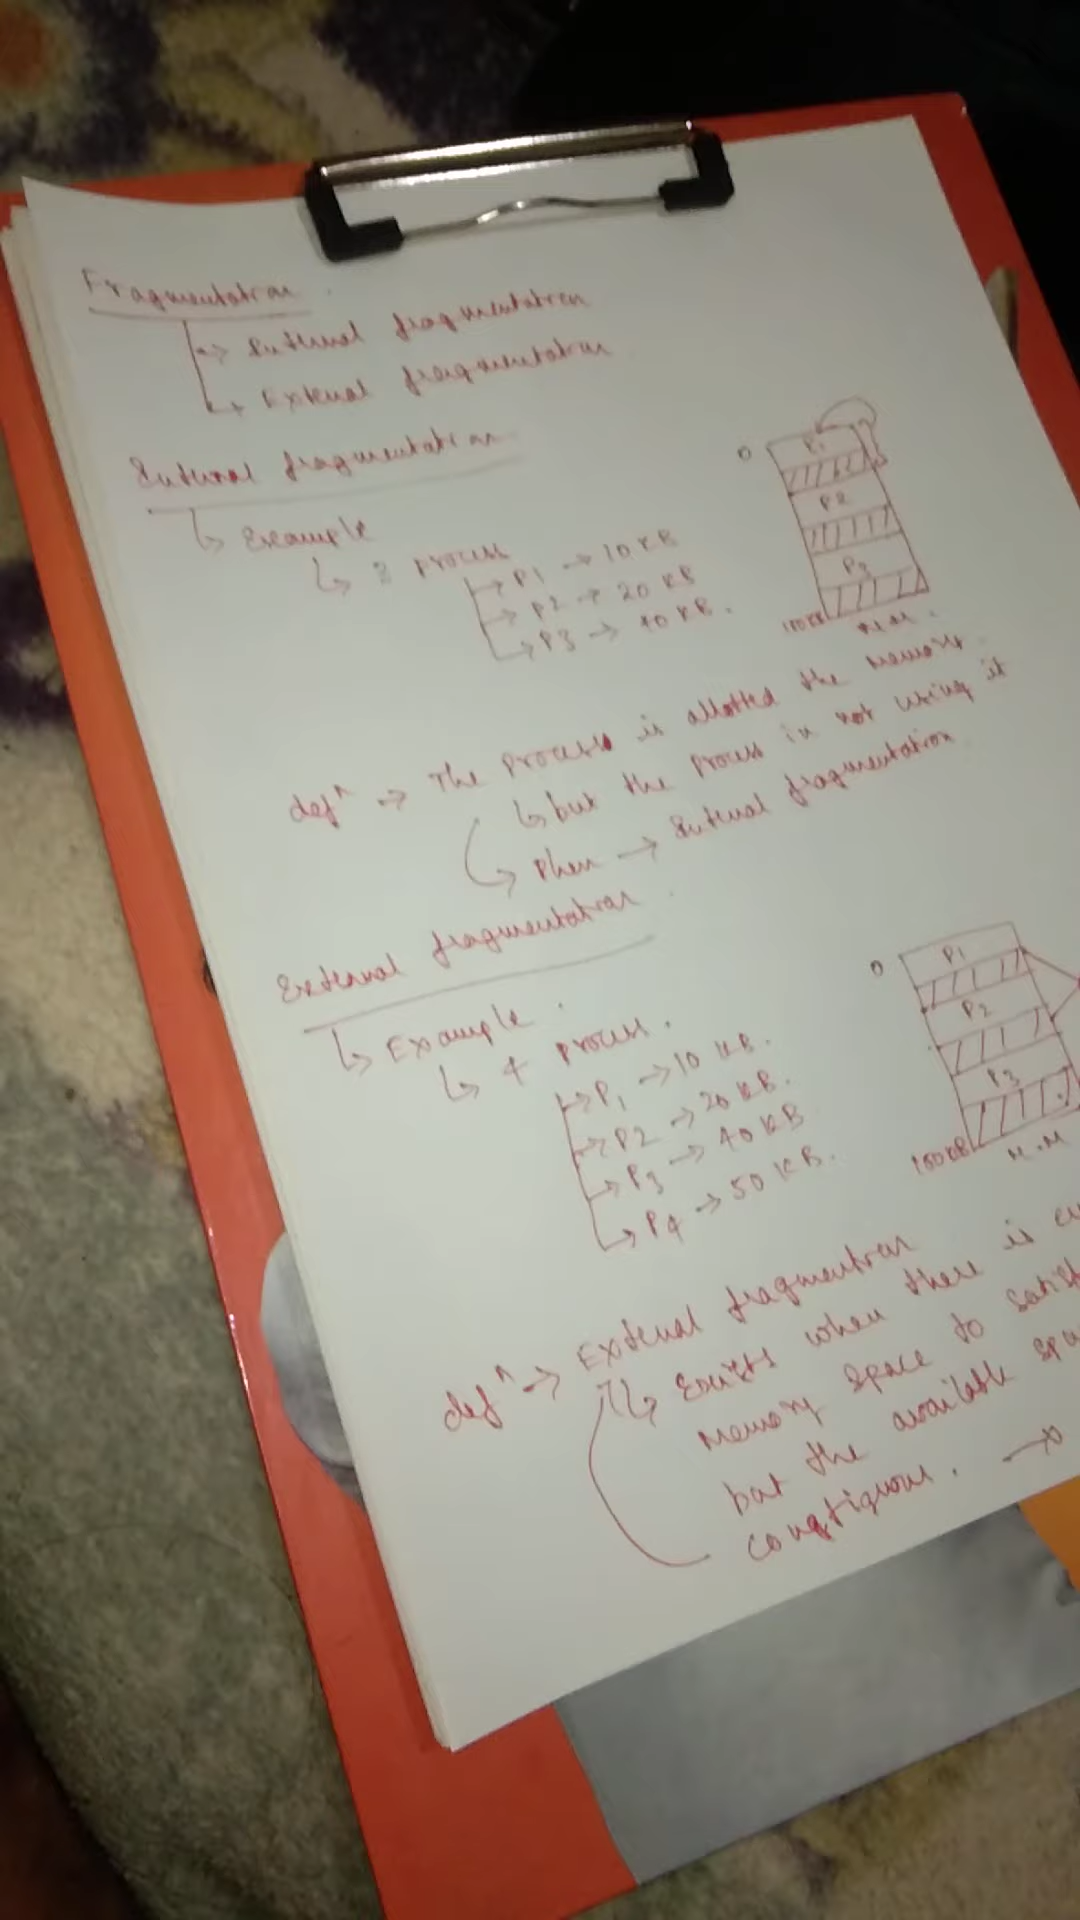 Fragmentation
→ Internal fragmentation
→ External fragmentation
Internal fragmentation
↳ Example
↳ 3 process
→ P1 → 10 KB
→ P2 → 20 KB
→ P3 → 40 KB.
0
P1
P2
P3
100KB
M.M.
defⁿ → The process is allotted the memory
↳ but the process is not using it
→ then → Internal fragmentation
External fragmentation
↳ Example.
↳ 4 process.
→ P1 → 10 KB.
→ P2 → 20 KB.
→ P3 → 40 KB
→ P4 → 50 KB.
0
P1
P2
P3
100KB
M.M
defⁿ → External fragmentran
↳ Exists when there is
memory space to
but the available
congtiguous. →